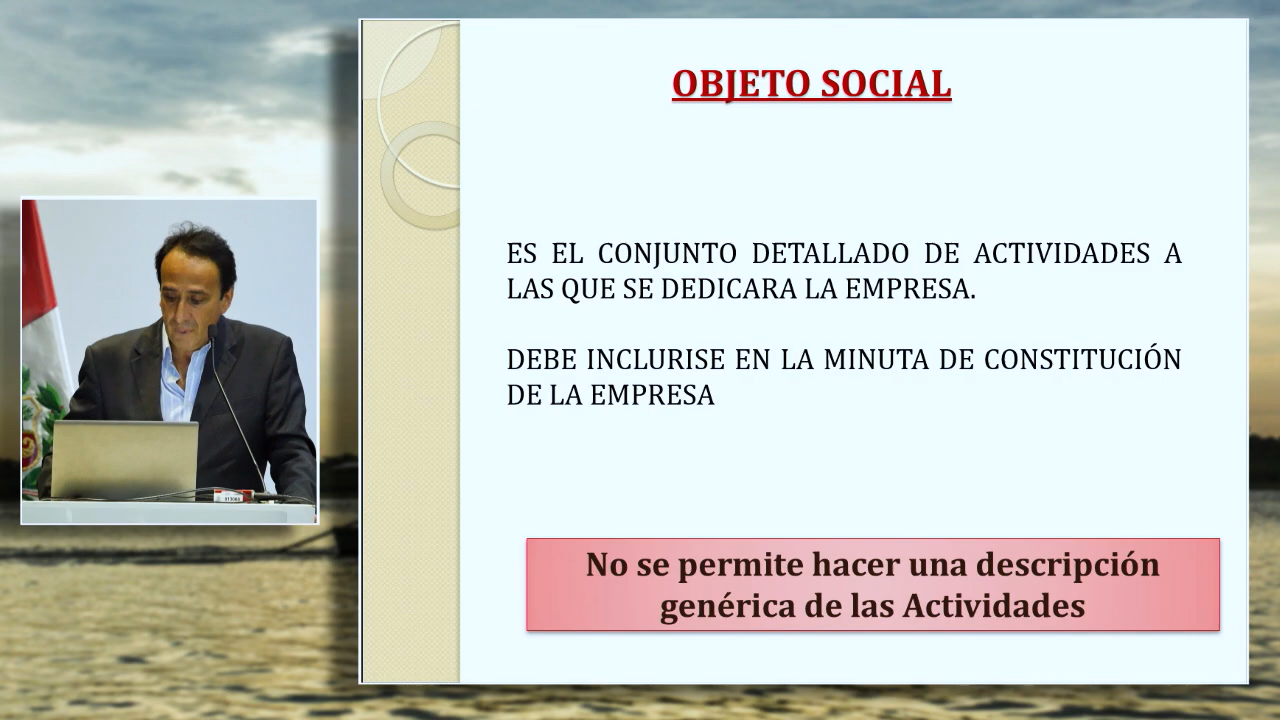 OBJETO SOCIAL
ES EL CONJUNTO DETALLADO DE ACTIVIDADES A
LAS QUE SE DEDICARA LA EMPRESA.
DEBE INCLURISE EN LA MINUTA DE CONSTITUCIÓN
DE LA EMPRESA
No se permite hacer una descripción
genérica de las Actividades